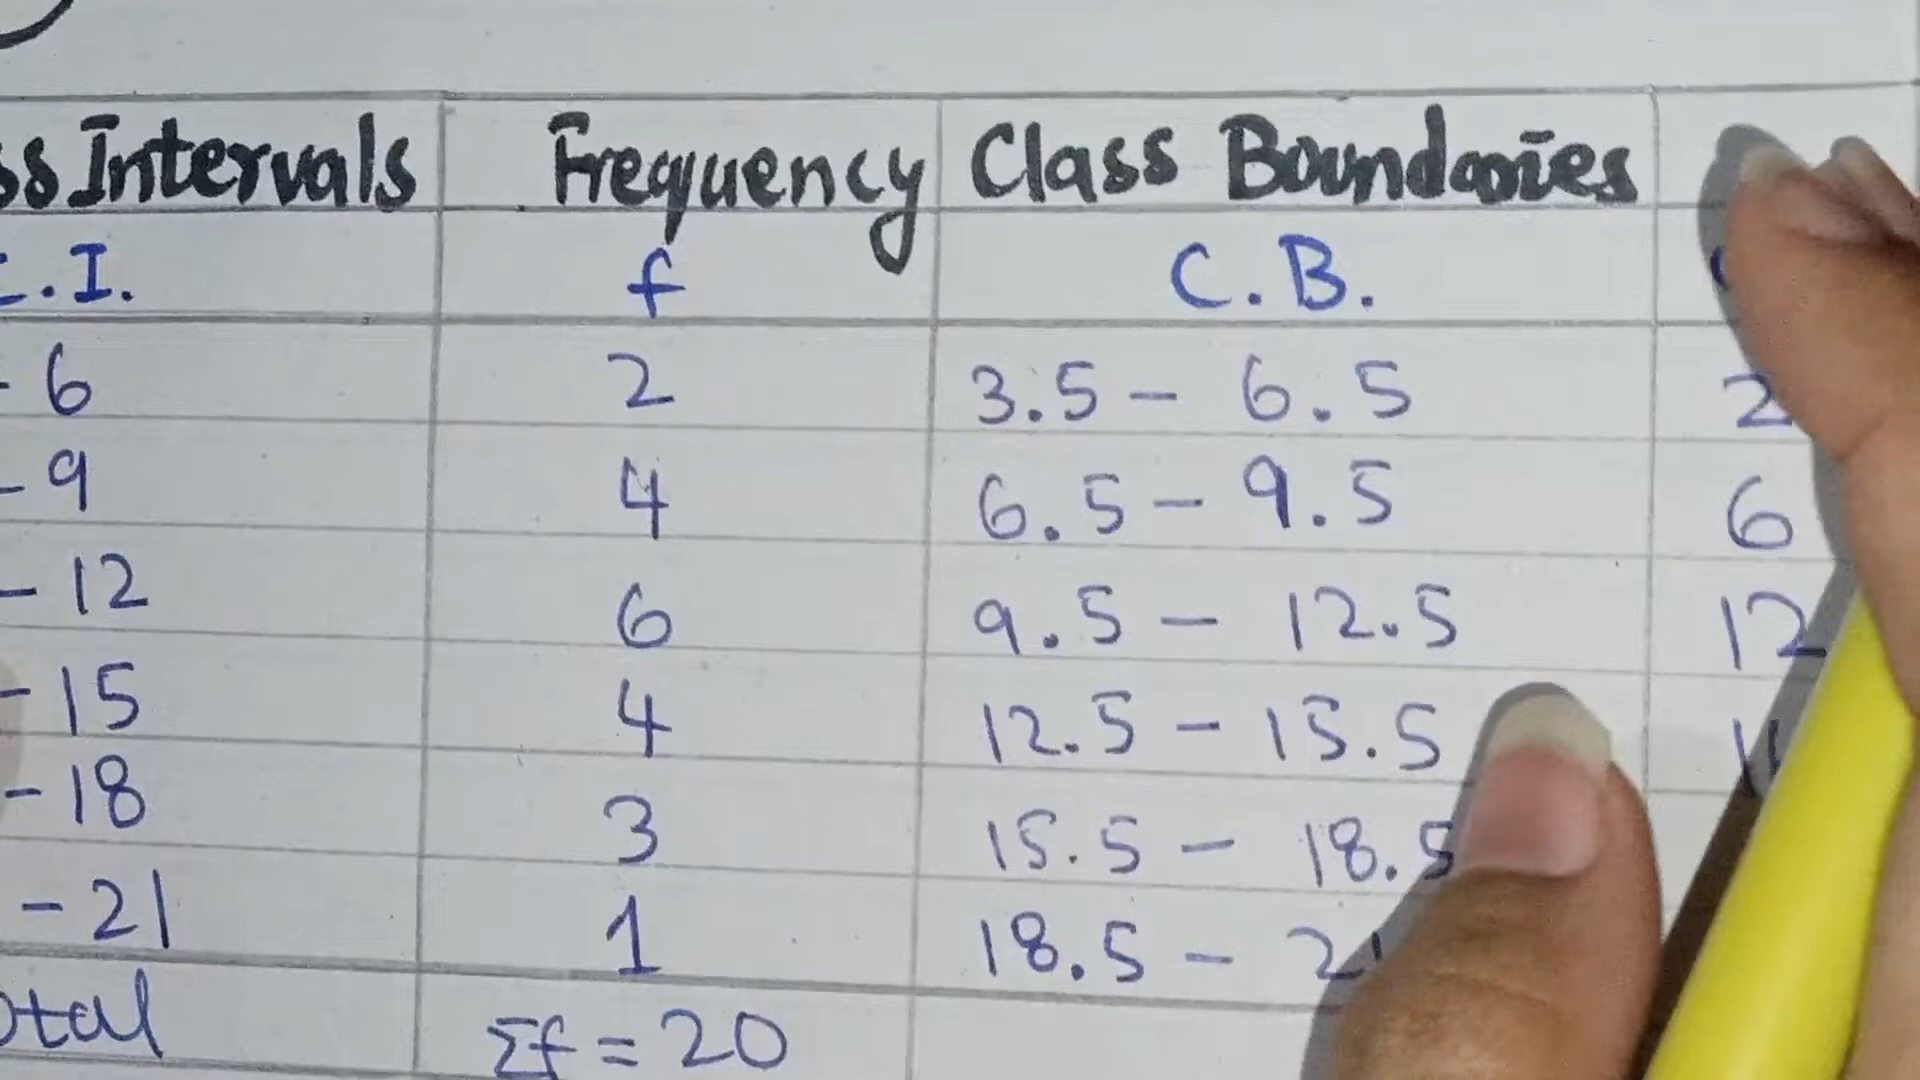 Intervals Frequency Class Boundaries
.I. f C.B.
- 6 2 3.5 - 6.5 2
- 9 4 6.5 - 9.5 6
- 12 6 9.5 - 12.5 12
- 15 4 12.5 - 15.5
- 18 3 15.5 - 18.5
- 21 1 18.5 -
Σf = 20